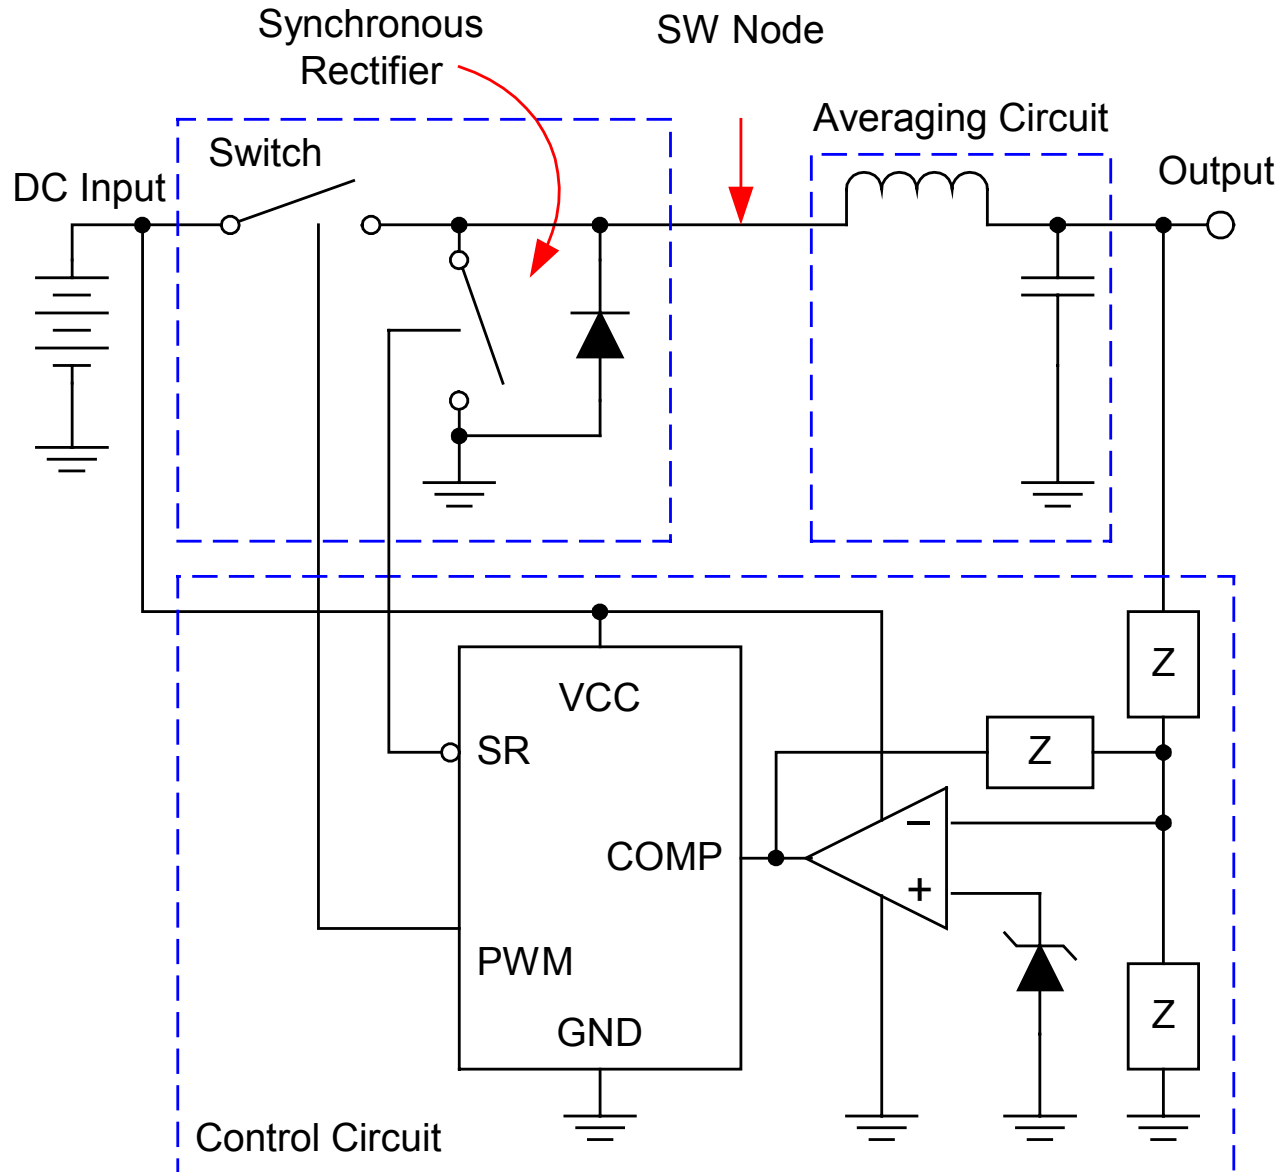 Synchronous
Rectifier
SW Node
Averaging Circuit
Switch
DC Input
Output
Z
VCC
SR
Z
COMP
−
+
PWM
Z
GND
Control Circuit